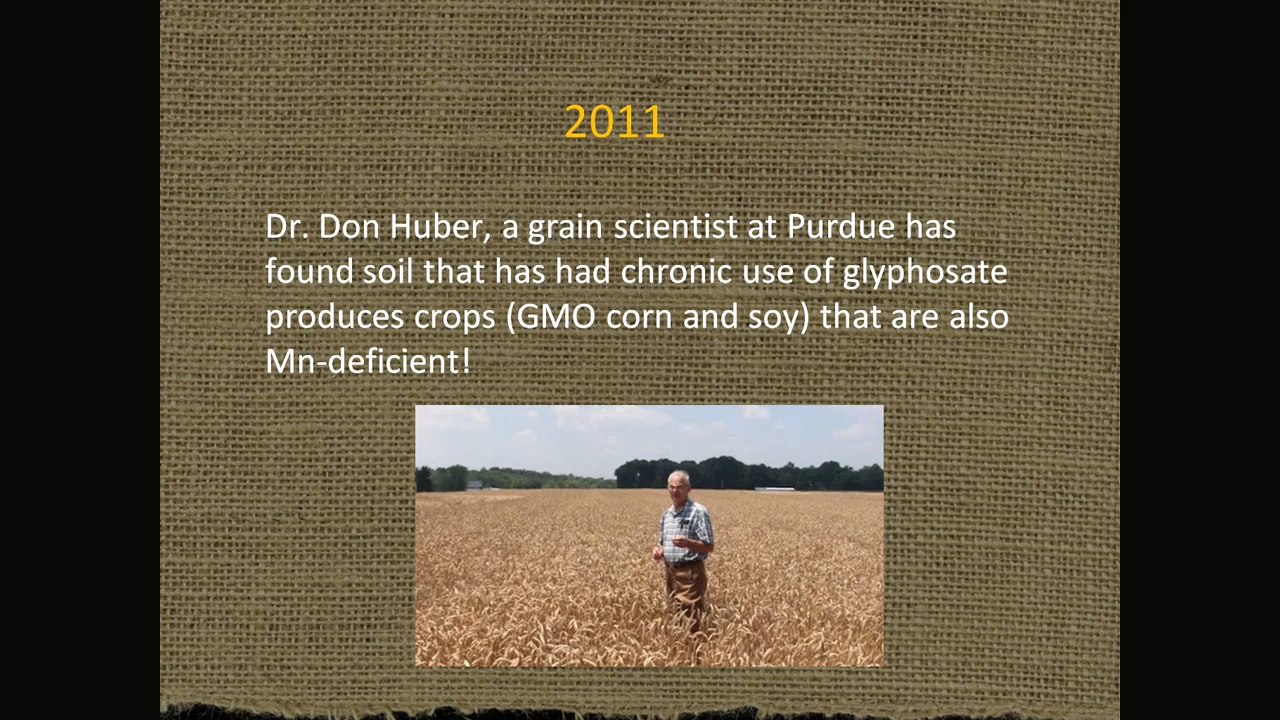 2011
Dr. Don Huber, a grain scientist at Purdue has
found soil that has had chronic use of glyphosate
produces crops (GMO corn and soy) that are also
Mn-deficient!